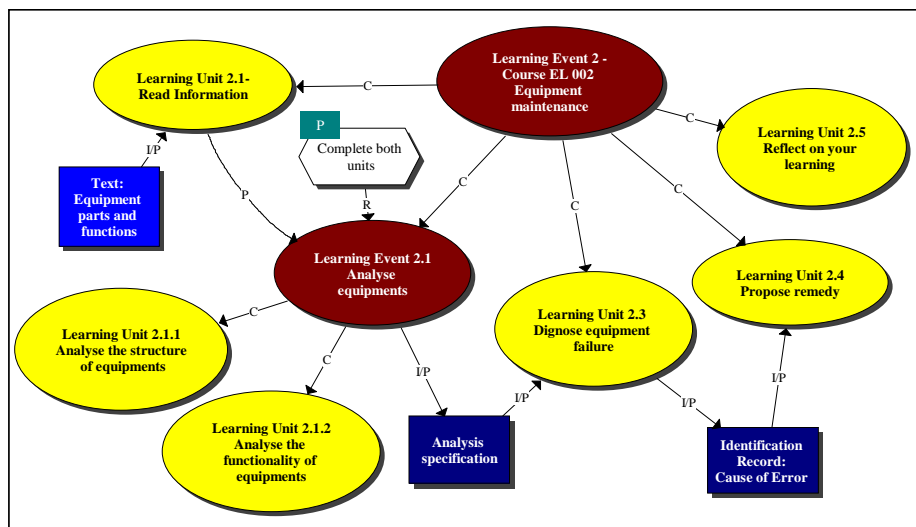 Learning Event 2 -
Course EL 002
Equipment
maintenance
Learning Unit 2.1-
Read Information
C
C
Learning Unit 2.5
Reflect on your
learning
P
Complete both
units
I/P
Text:
Equipment
parts and
functions
P
R
C
C
C
Learning Event 2.1
Analyse
equipments
Learning Unit 2.4
Propose remedy
Learning Unit 2.3
Dignose equipment
failure
C
Learning Unit 2.1.1
Analyse the structure
of equipments
C
I/P
I/P
I/P
I/P
Learning Unit 2.1.2
Analyse the
functionality of
equipments
Analysis
specification
Identification
Record:
Cause of Error